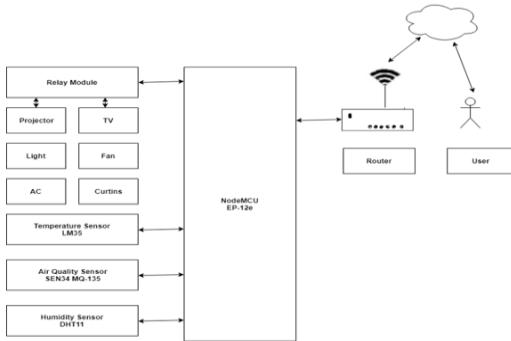 Relay Module
Projector
TV
Light
Fan
AC
Curtins
Temperature Sensor
LM35
Air Quality Sensor
SEN34 MQ-135
Humidity Sensor
DHT11
NodeMCU
EP-12e
Router
User